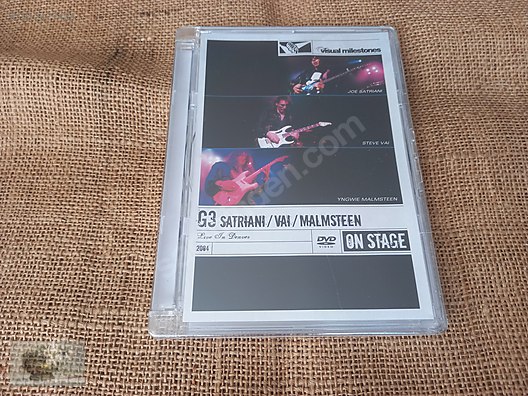 visual milestones
JOE SATRIANI
STEVE VAI
YNGWIE MALMSTEEN
G3 SATRIANI / VAI / MALMSTEEN
Live In Denver
DVD
VIDEO
ON STAGE
2004